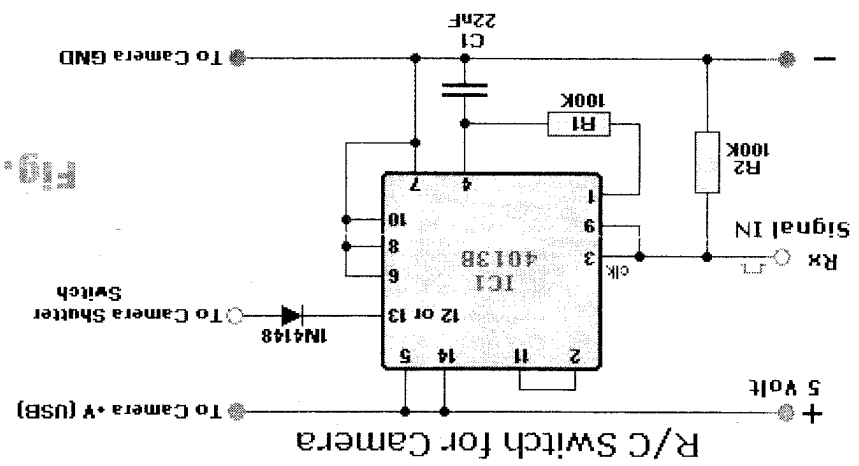 R/C Switch for Camera
+
5 Volt
To Camera +V (USB)
2
11
14
5
1N4148
12 or 13
To Camera Shutter
Switch
Rx
Signal IN
clk
3
9
1
IC1
4013B
6
8
10
4
7
R2
100K
R1
100K
Fig.
-
C1
22nF
To Camera GND